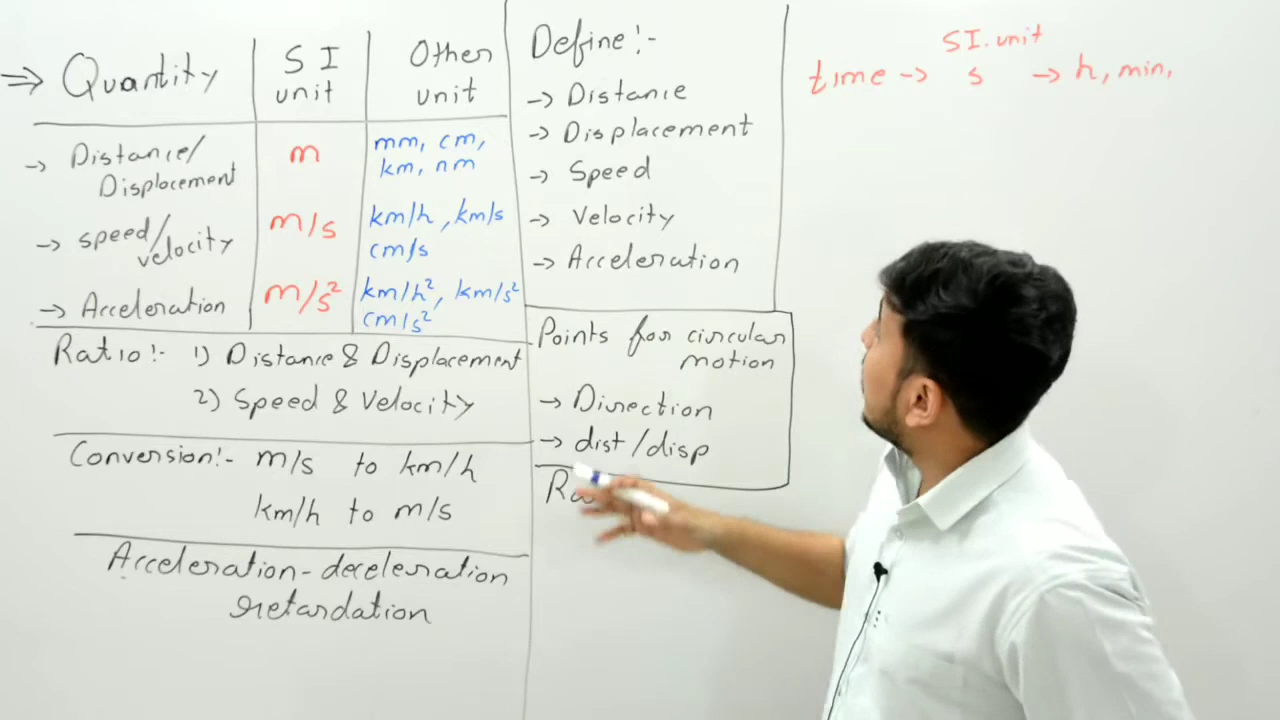 ⇒ Quantity
SI unit
Other unit
→ Distance/
Displacement
m
mm, cm,
km, nm
→ speed/
velocity
m/s
km/h, km/s
cm/s
→ Acceleration
m/s²
km/h², km/s²
cm/s²
Ratio:- 1) Distance & Displacement
2) Speed & Velocity
Conversion:- m/s to km/h
km/h to m/s
Acceleration-deceleration
retardation
Define:-
→ Distance
→ Displacement
→ Speed
→ Velocity
→ Acceleration
Points for circular
motion
→ Direction
→ dist/disp
SI.unit
time → s → h, min,